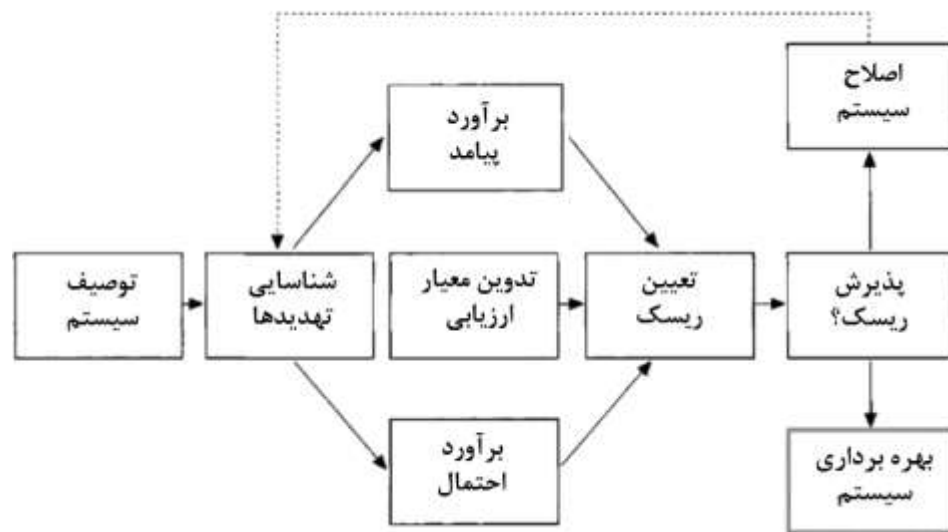 اصلاح
سیستم
برآورد
پیامد
توصیف
سیستم
شناسایی
تهدیدها
تدوین معیار
ارزیابی
تعیین
ریسک
پذیرش
ریسک؟
برآورد
احتمال
بهره برداری
سیستم